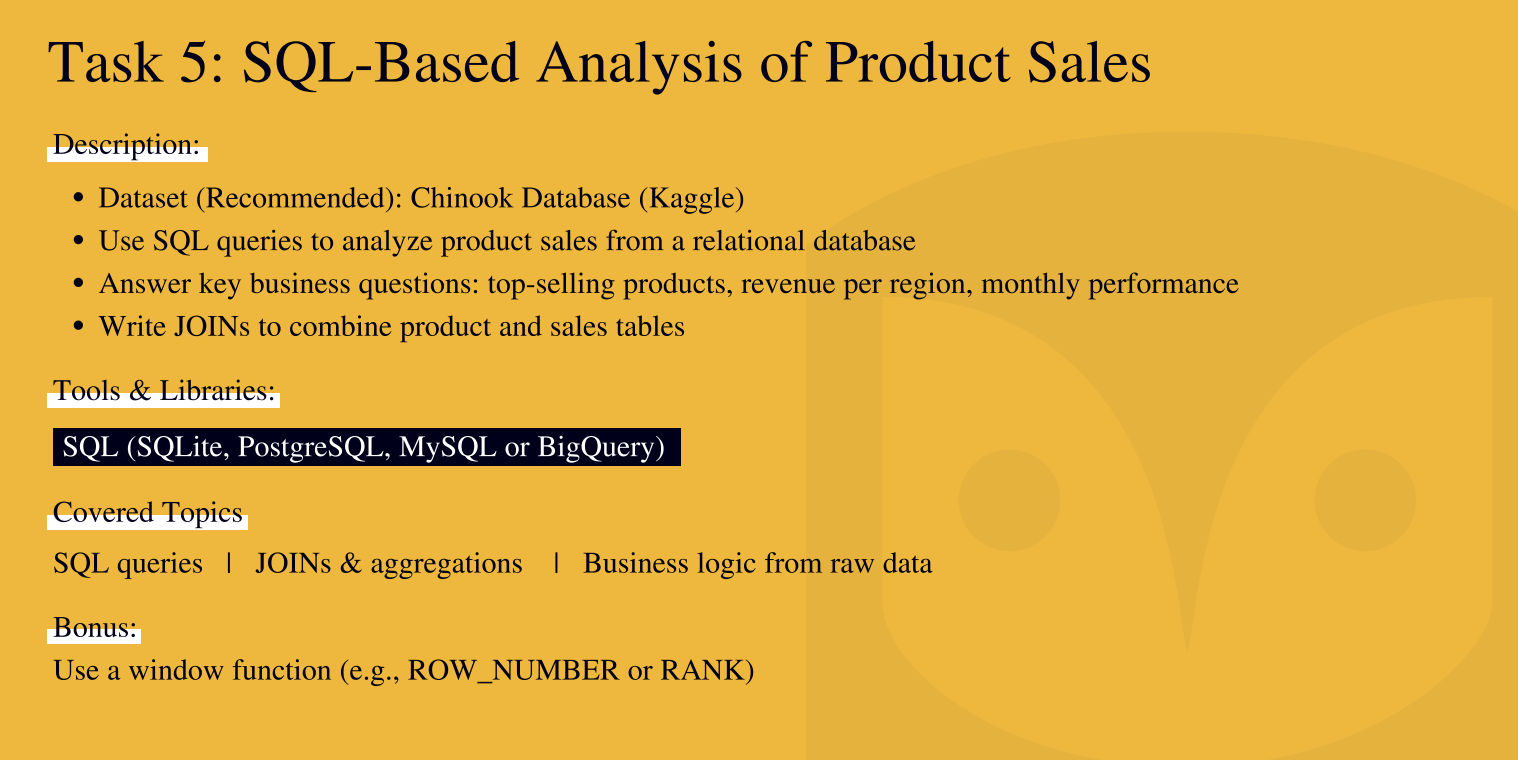 Task 5: SQL-Based Analysis of Product Sales
Description:
• Dataset (Recommended): Chinook Database (Kaggle)
• Use SQL queries to analyze product sales from a relational database
• Answer key business questions: top-selling products, revenue per region, monthly performance
• Write JOINs to combine product and sales tables
Tools & Libraries:
SQL (SQLite, PostgreSQL, MySQL or BigQuery)
Covered Topics
SQL queries | JOINs & aggregations | Business logic from raw data
Bonus:
Use a window function (e.g., ROW_NUMBER or RANK)